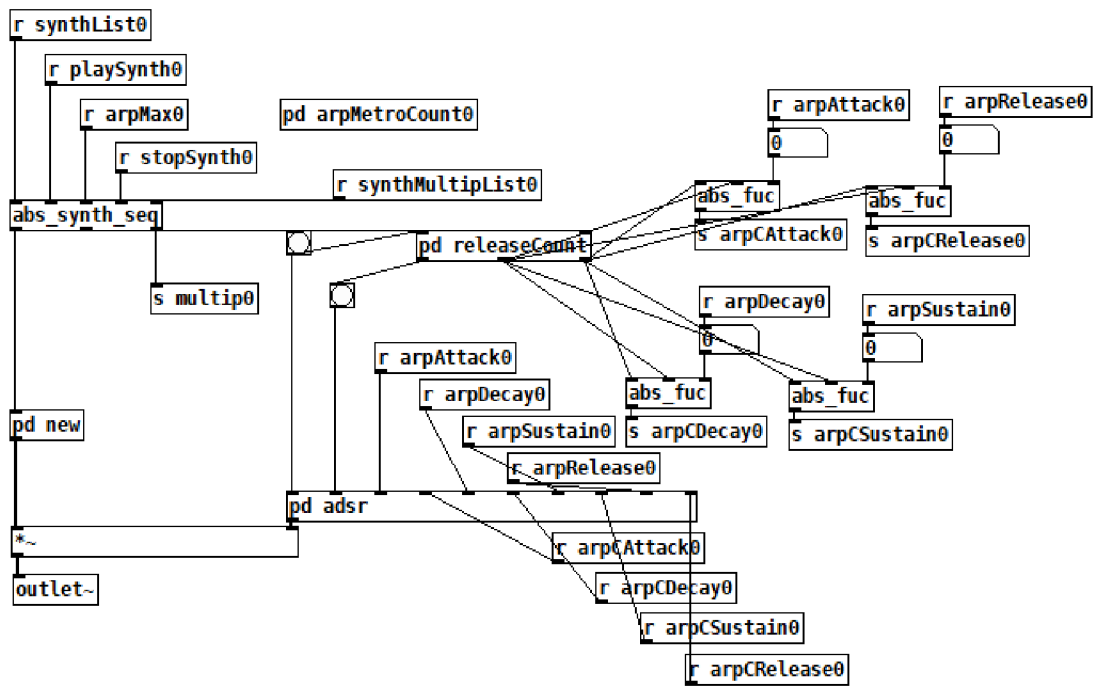 r synthList0
r playSynth0
r arpMax0
pd arpMetroCount0
r stopSynth0
r synthMultipList0
r arpAttack0
0
r arpRelease0
0
abs_synth_seq
pd releaseCount
abs_fuc
s arpCAttack0
abs_fuc
s arpCRelease0
s multip0
r arpDecay0
0
r arpSustain0
0
r arpAttack0
r arpDecay0
r arpSustain0
r arpRelease0
abs_fuc
s arpCDecay0
abs_fuc
s arpCSustain0
pd new
pd adsr
*~
outlet~
r arpCAttack0
r arpCDecay0
r arpCSustain0
r arpCRelease0